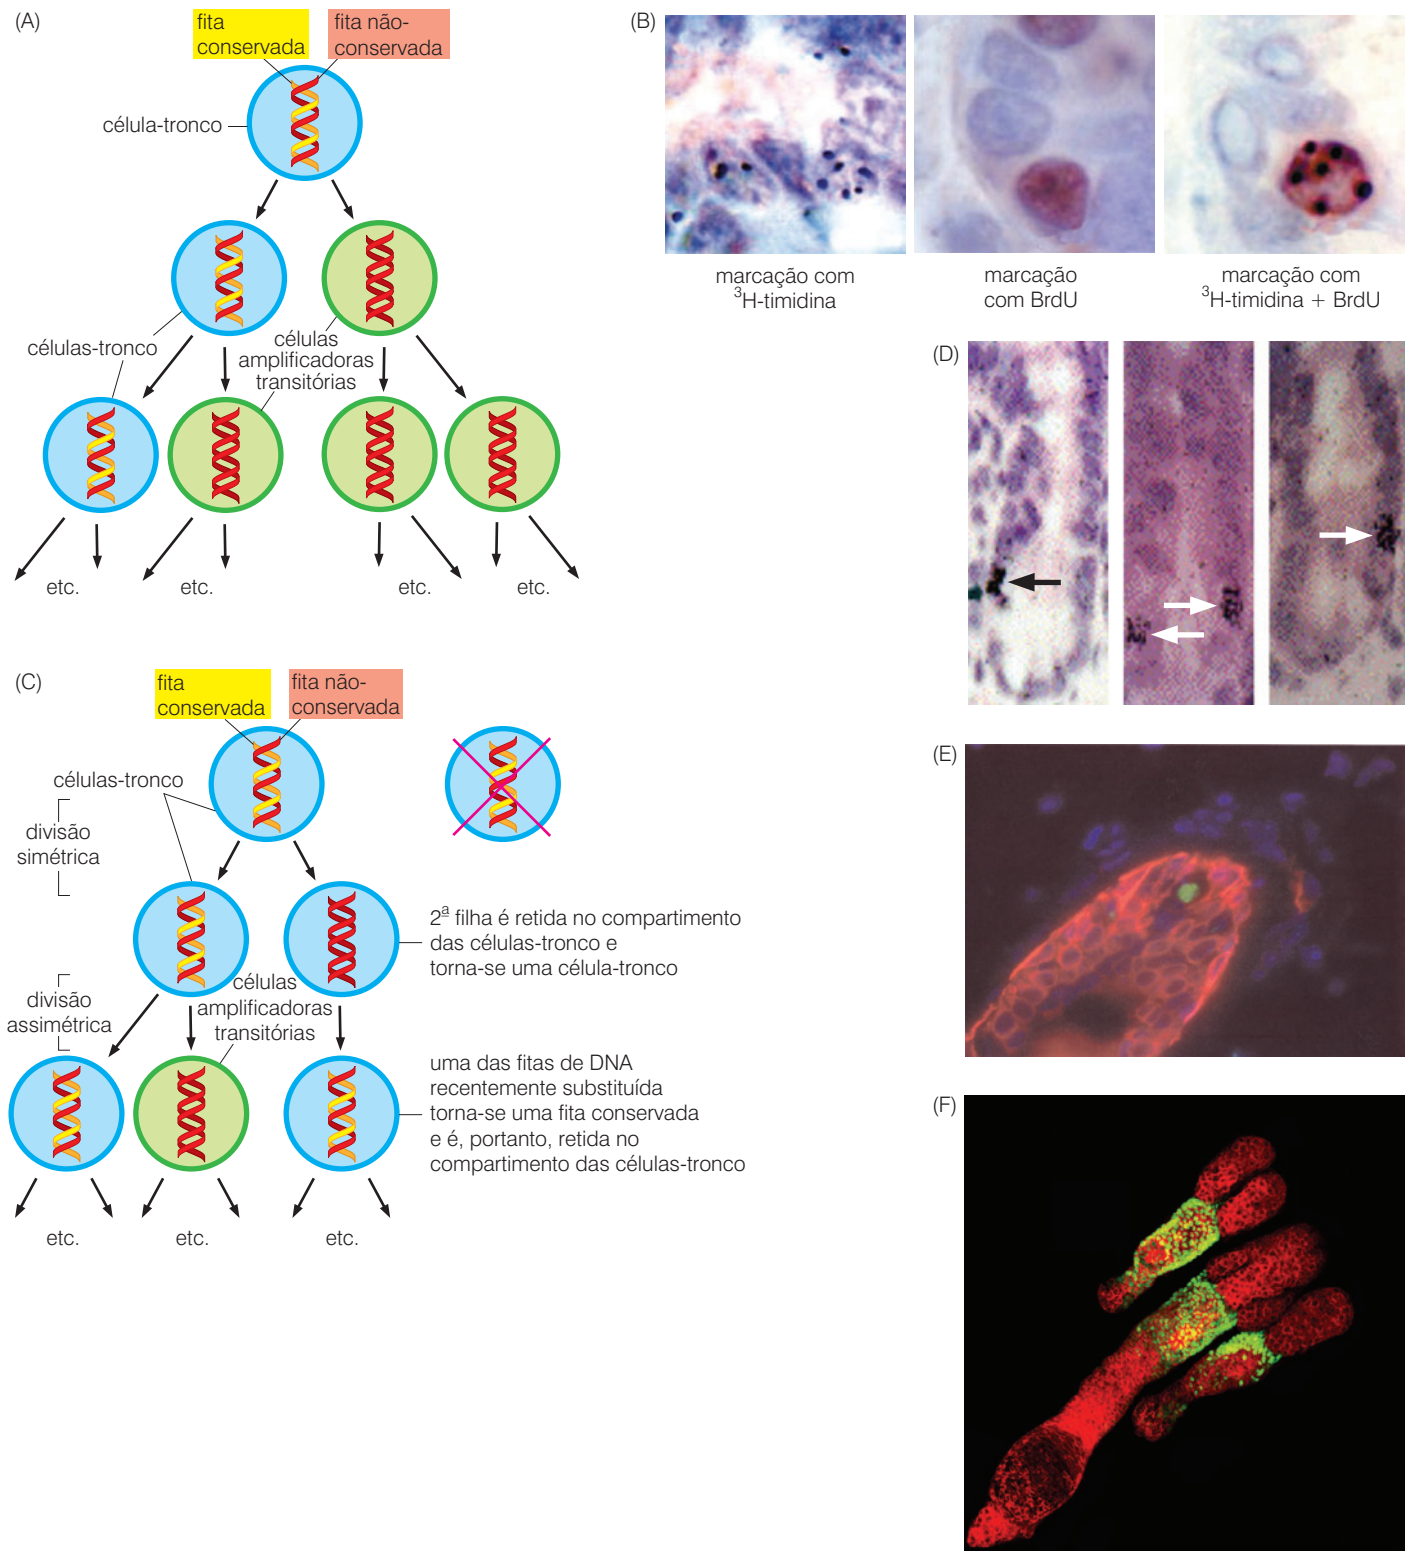 (A)
fita
conservada
fita não-
conservada
célula-tronco
células-tronco
células
amplificadoras
transitórias
etc.
etc.
etc.
etc.
(B)
marcação com
³H-timidina
marcação
com BrdU
marcação com
³H-timidina + BrdU
(C)
fita
conservada
fita não-
conservada
células-tronco
divisão
simétrica
2ª filha é retida no compartimento
das células-tronco e
torna-se uma célula-tronco
divisão
assimétrica
células
amplificadoras
transitórias
uma das fitas de DNA
recentemente substituída
torna-se uma fita conservada
e é, portanto, retida no
compartimento das células-tronco
etc.
etc.
etc.
(D)
(E)
(F)